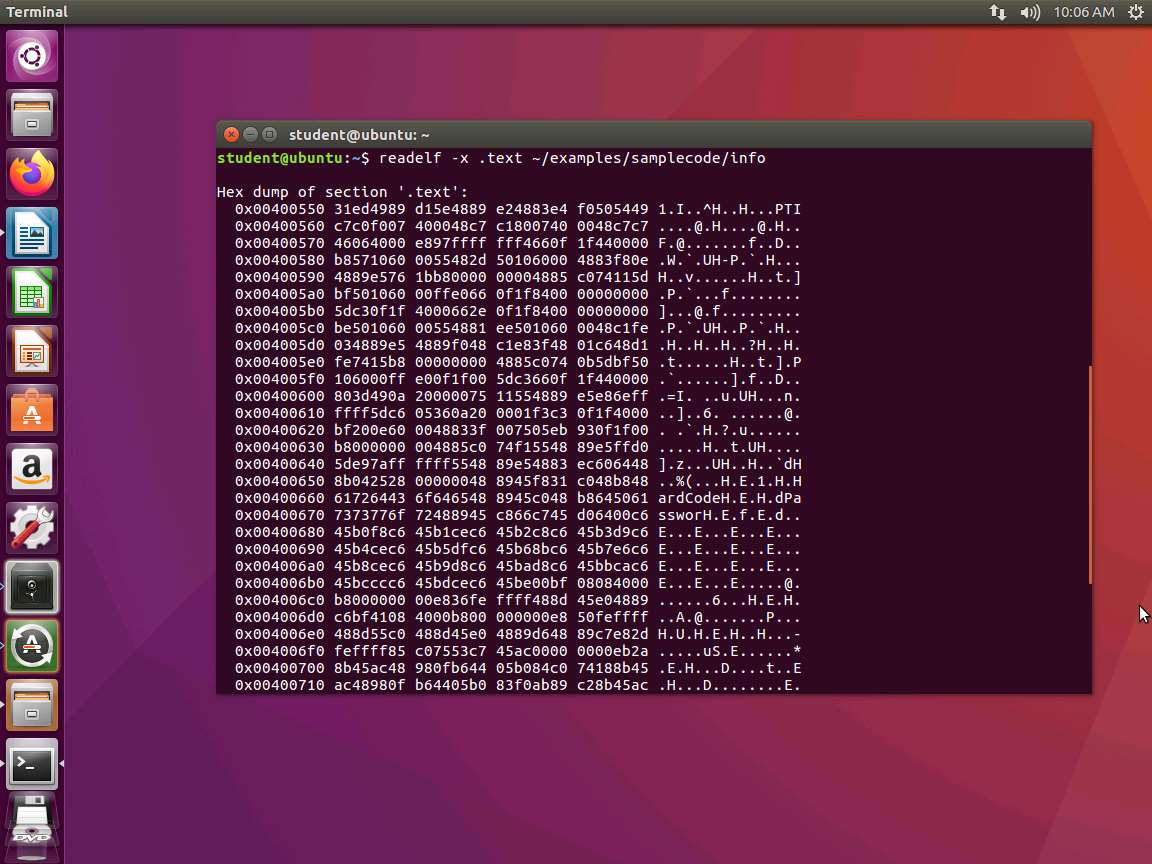 Terminal
10:06 AM
student@ubuntu: ~
student@ubuntu:~$ readelf -x .text ~/examples/samplecode/info
Hex dump of section '.text':
0x00400550 31ed4989 d15e4889 e24883e4 f0505449 1.I..^H..H...PTI
0x00400560 c7c0f007 400048c7 c1800740 0048c7c7 ....@.H....@.H..
0x00400570 46064000 e897ffff fff4660f 1f440000 F.@.......f..D..
0x00400580 b8571060 0055482d 50106000 4883f80e .W.`.UH-P.`.H...
0x00400590 4889e576 1bb80000 00004885 c074115d H..v......H..t.]
0x004005a0 bf501060 00ffe066 0f1f8400 00000000 .P.`...f........
0x004005b0 5dc30f1f 4000662e 0f1f8400 00000000 ]...@.f.........
0x004005c0 be501060 00554881 ee501060 0048c1fe .P.`.UH..P.`.H..
0x004005d0 034889e5 4889f048 c1e83f48 01c648d1 .H..H..H..?H..H.
0x004005e0 fe7415b8 00000000 4885c074 0b5dbf50 .t......H..t.].P
0x004005f0 106000ff e00f1f00 5dc3660f 1f440000 .`......].f..D..
0x00400600 803d490a 20000075 11554889 e5e86eff .=I. ..u.UH...n.
0x00400610 ffff5dc6 05360a20 0001f3c3 0f1f4000 ..]..6. ......@.
0x00400620 bf200e60 0048833f 007505eb 930f1f00 . .`.H.?.u......
0x00400630 b8000000 004885c0 74f15548 89e5ffd0 .....H..t.UH....
0x00400640 5de97aff ffff5548 89e54883 ec606448 ].z...UH..H..`dH
0x00400650 8b042528 00000048 8945f831 c048b848 ..%(...H.E.1.H.H
0x00400660 61726443 6f646548 8945c048 b8645061 ardCodeH.E.H.dPa
0x00400670 7373776f 72488945 c866c745 d06400c6 ssworH.E.f.E.d..
0x00400680 45b0f8c6 45b1cec6 45b2c8c6 45b3d9c6 E...E...E...E...
0x00400690 45b4cec6 45b5dfc6 45b68bc6 45b7e6c6 E...E...E...E...
0x004006a0 45b8cec6 45b9d8c6 45bad8c6 45bbcac6 E...E...E...E...
0x004006b0 45bcccc6 45bdcec6 45be00bf 08084000 E...E...E.....@.
0x004006c0 b8000000 00e836fe ffff488d 45e04889 ......6...H.E.H.
0x004006d0 c6bf4108 4000b800 000000e8 50feffff ..A.@.......P...
0x004006e0 488d55c0 488d45e0 4889d648 89c7e82d H.U.H.E.H..H...-
0x004006f0 feffff85 c07553c7 45ac0000 0000eb2a .....uS.E......*
0x00400700 8b45ac48 980fb644 05b084c0 74188b45 .E.H...D....t..E
0x00400710 ac48980f b64405b0 83f0ab89 c28b45ac .H...D........E.